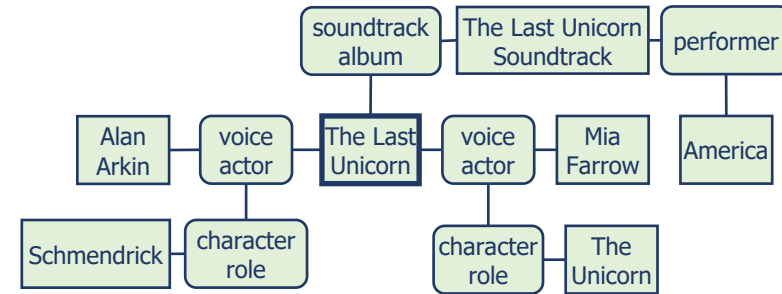 soundtrack
album
The Last Unicorn
Soundtrack
performer
Alan
Arkin
voice
actor
The Last
Unicorn
voice
actor
Mia
Farrow
America
Schmendrick
character
role
character
role
The
Unicorn